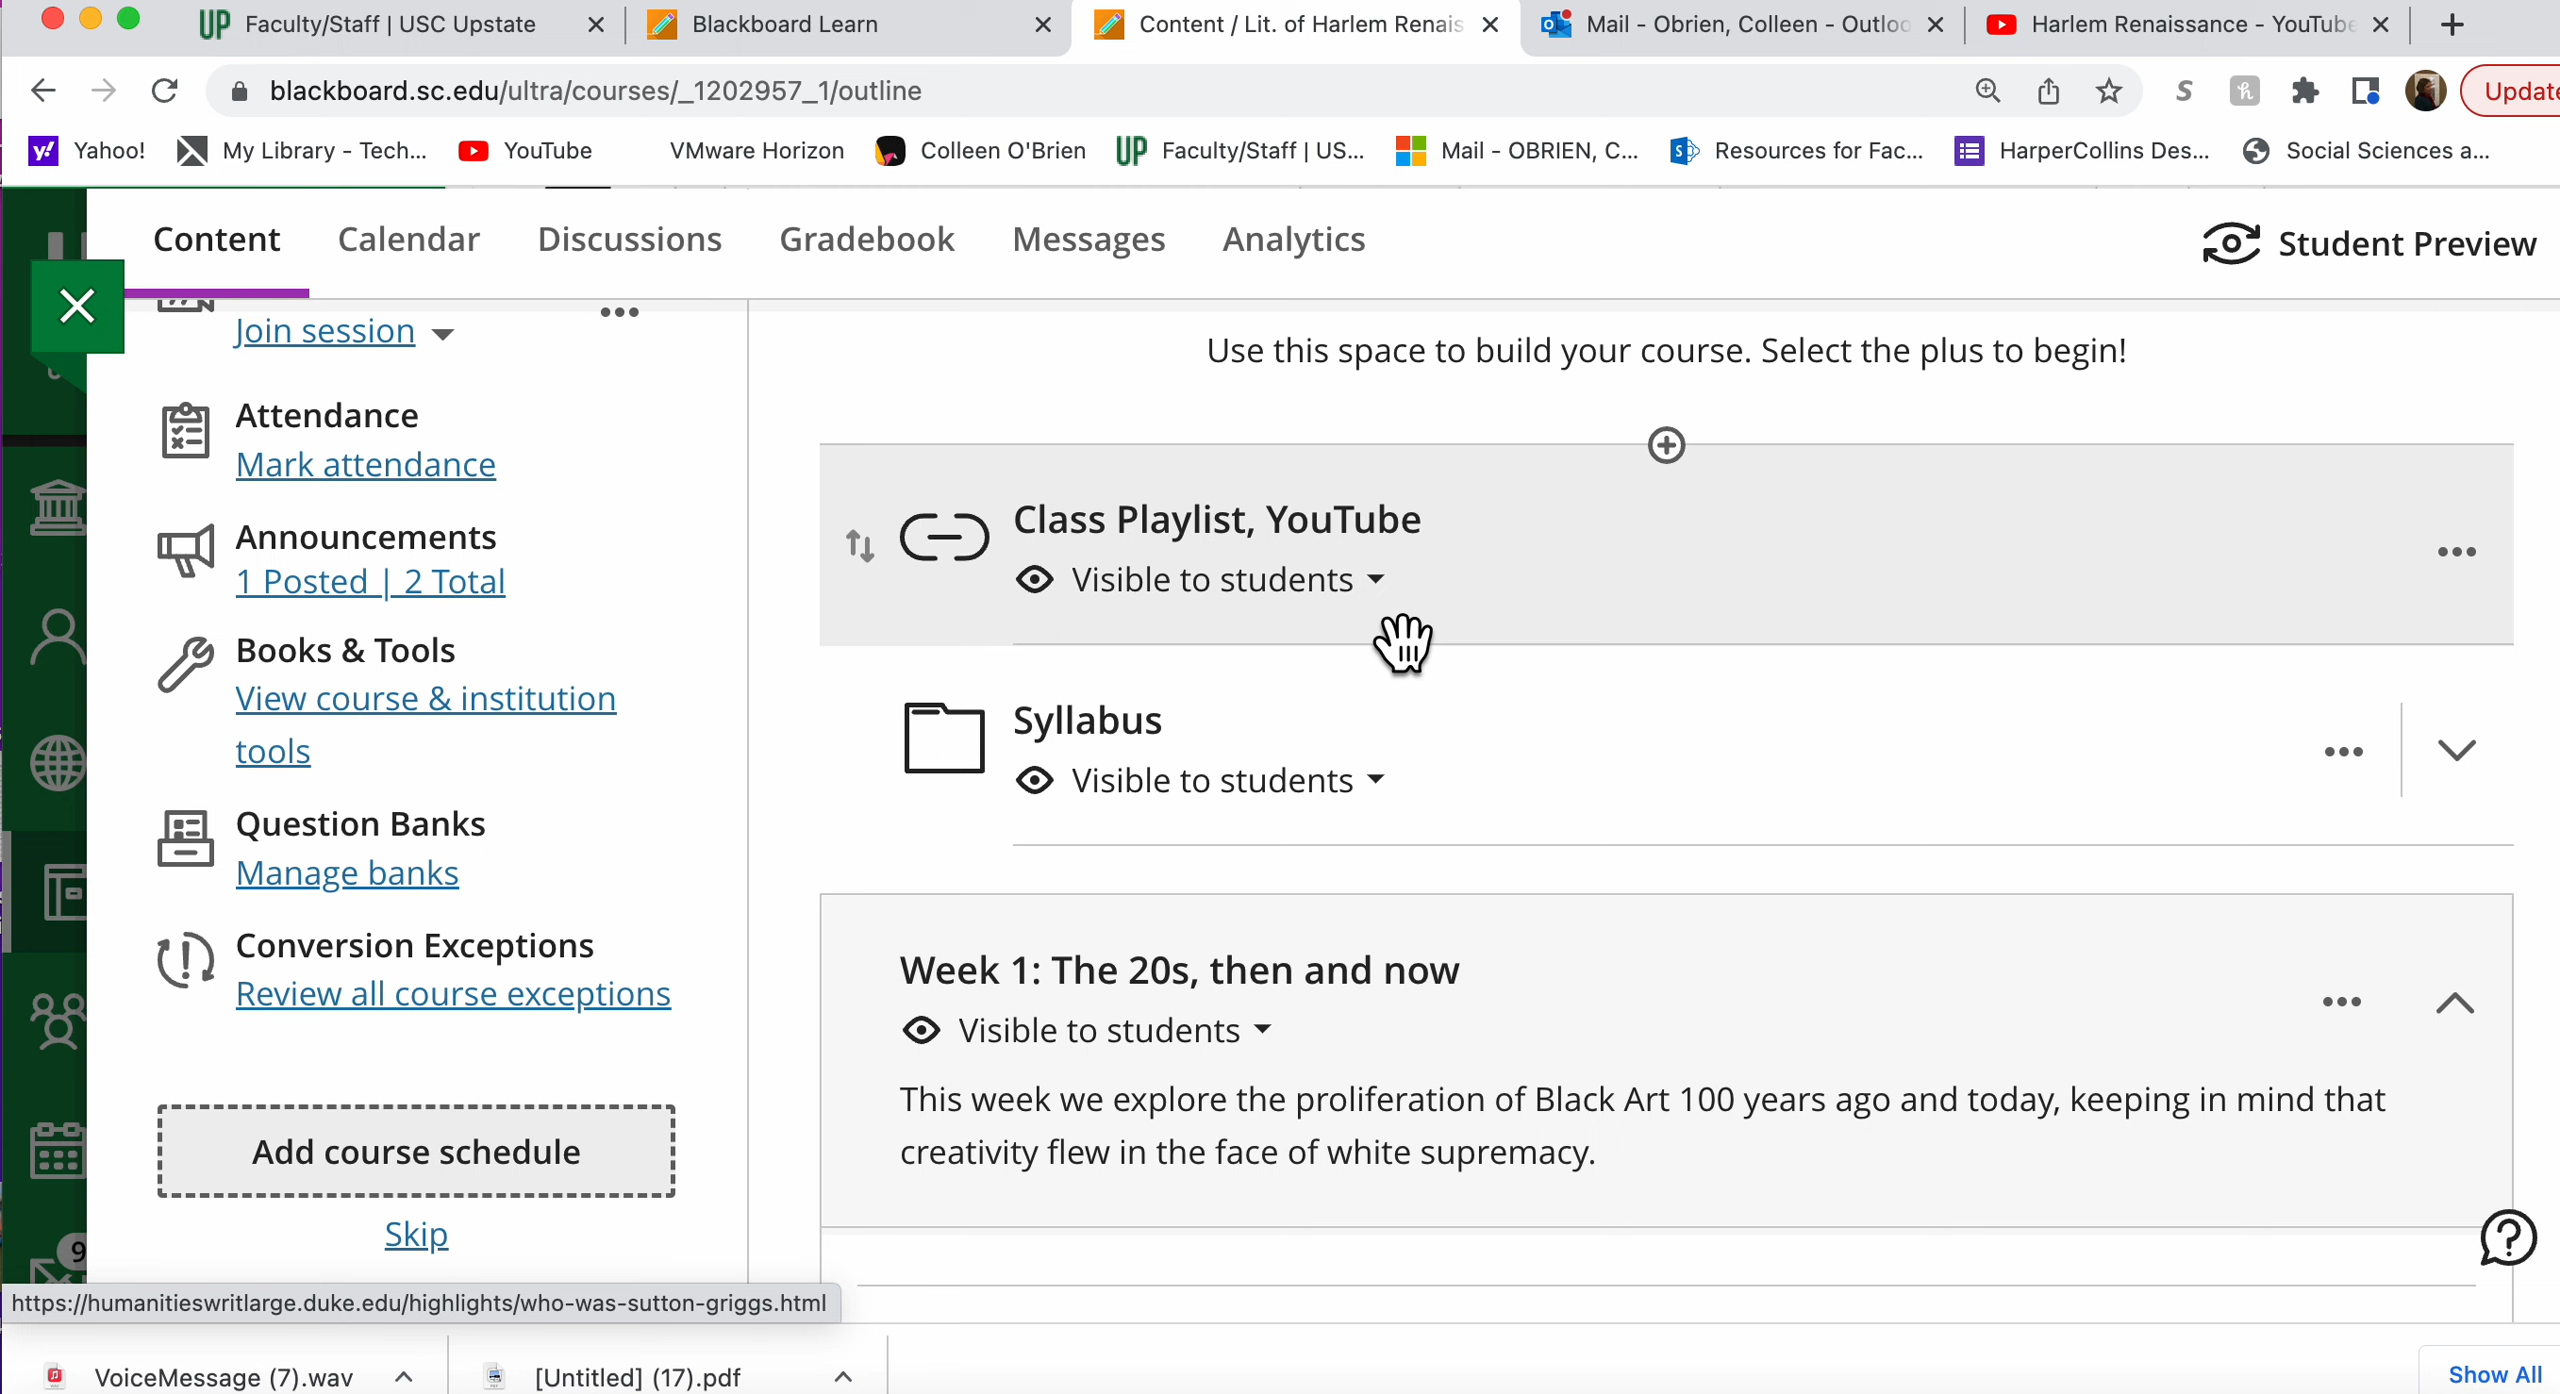 UP Faculty/Staff | USC Upstate
Blackboard Learn
Content / Lit. of Harlem Renais
Mail - Obrien, Colleen - Outloo
Harlem Renaissance - YouTube
blackboard.sc.edu/ultra/courses/_1202957_1/outline
S
h
Update
y! Yahoo!
My Library - Tech...
YouTube
VMware Horizon
Colleen O'Brien
UP Faculty/Staff | US...
Mail - OBRIEN, C...
Resources for Fac...
HarperCollins Des...
Social Sciences a...
Content
Calendar
Discussions
Gradebook
Messages
Analytics
Student Preview
Join session
Attendance
Mark attendance
Announcements
1 Posted | 2 Total
Books & Tools
View course & institution
tools
Question Banks
Manage banks
Conversion Exceptions
Review all course exceptions
Add course schedule
Skip
9
Use this space to build your course. Select the plus to begin!
Class Playlist, YouTube
Visible to students
Syllabus
Visible to students
Week 1: The 20s, then and now
Visible to students
This week we explore the proliferation of Black Art 100 years ago and today, keeping in mind that
creativity flew in the face of white supremacy.
https://humanitieswritlarge.duke.edu/highlights/who-was-sutton-griggs.html
VoiceMessage (7).wav
[Untitled] (17).pdf
Show All